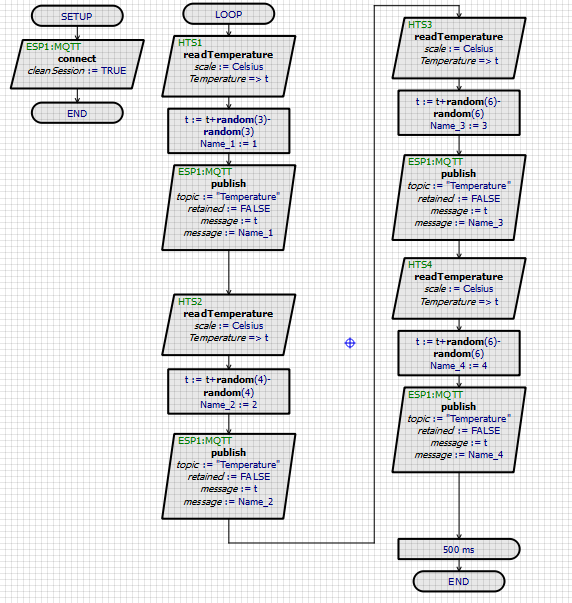 SETUP
ESP1:MQTT
connect
cleanSession := TRUE
END
LOOP
HTS1
readTemperature
scale := Celsius
Temperature => t
t := t+random(3)-
random(3)
Name_1 := 1
ESP1:MQTT
publish
topic := "Temperature"
retained := FALSE
message := t
message := Name_1
HTS2
readTemperature
scale := Celsius
Temperature => t
t := t+random(4)-
random(4)
Name_2 := 2
ESP1:MQTT
publish
topic := "Temperature"
retained := FALSE
message := t
message := Name_2
HTS3
readTemperature
scale := Celsius
Temperature => t
t := t+random(6)-
random(6)
Name_3 := 3
ESP1:MQTT
publish
topic := "Temperature"
retained := FALSE
message := t
message := Name_3
HTS4
readTemperature
scale := Celsius
Temperature => t
t := t+random(6)-
random(6)
Name_4 := 4
ESP1:MQTT
publish
topic := "Temperature"
retained := FALSE
message := t
message := Name_4
500 ms
END